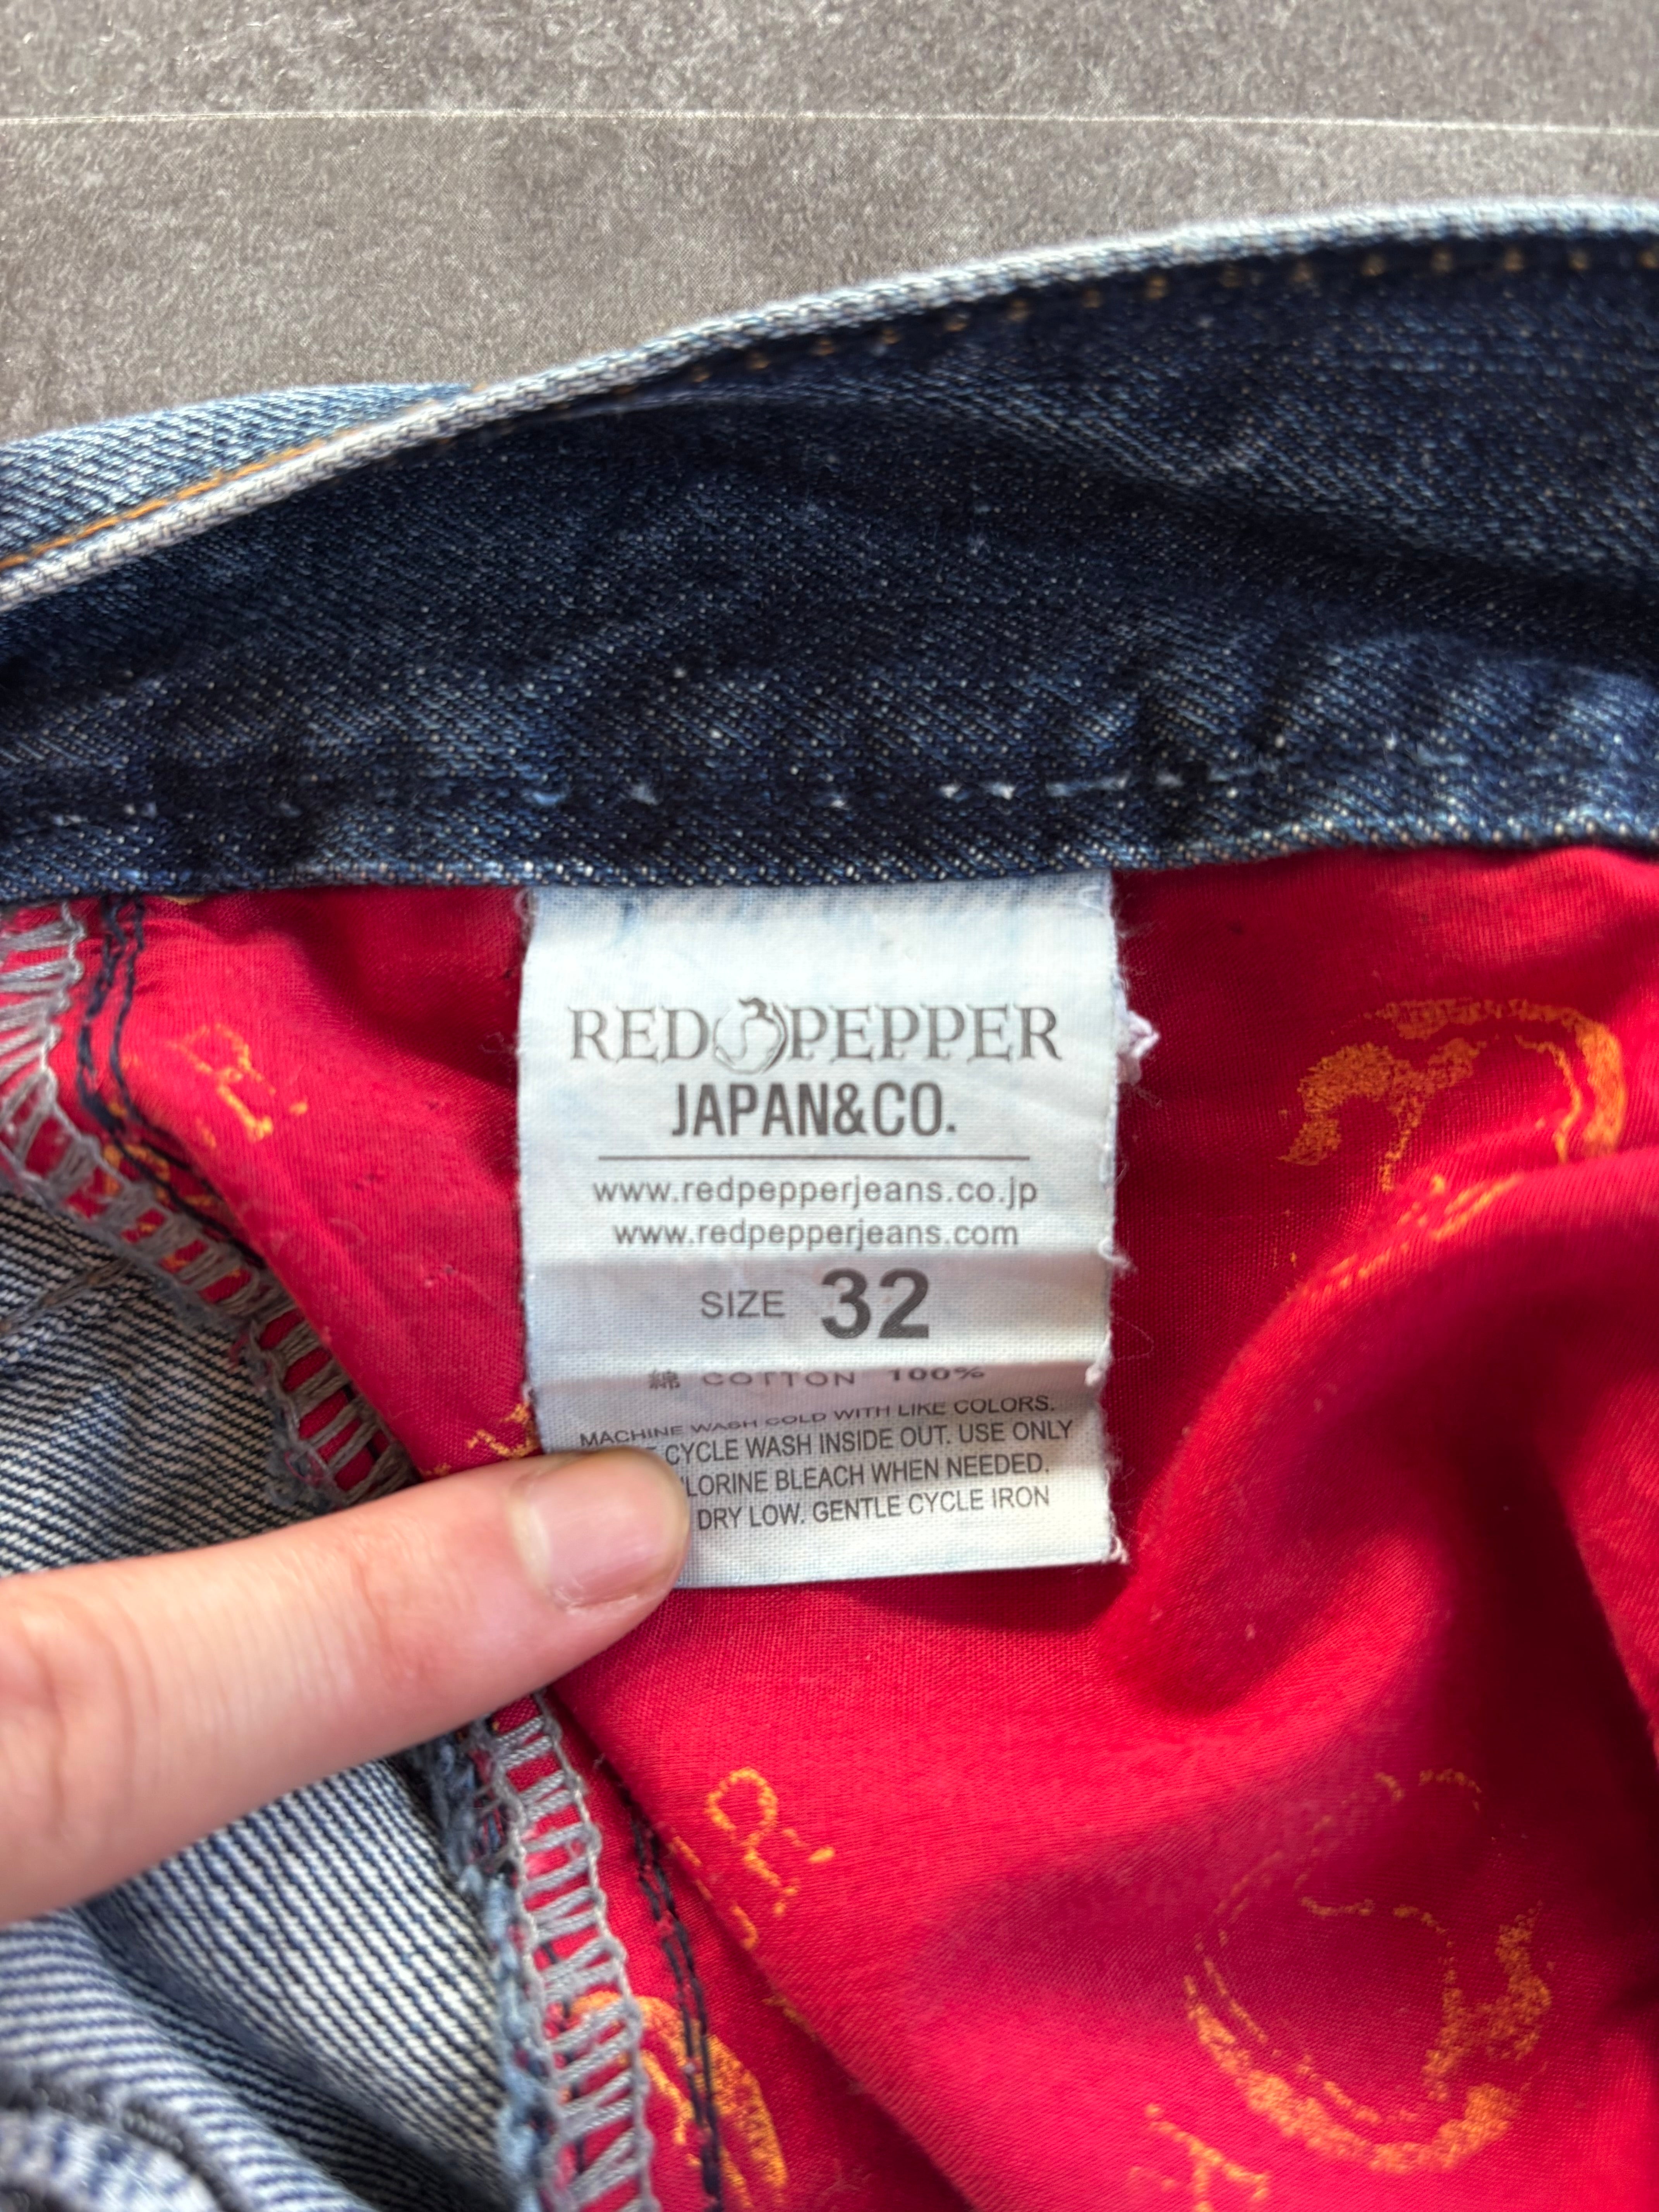 RED PEPPER
JAPAN&CO.
www.redpepperjeans.co.jp
www.redpepperjeans.com
SIZE 32
綿 COTTON 100%
MACHINE WASH COLD WITH LIKE COLORS.
CYCLE WASH INSIDE OUT. USE ONLY
LORINE BLEACH WHEN NEEDED.
DRY LOW. GENTLE CYCLE IRON